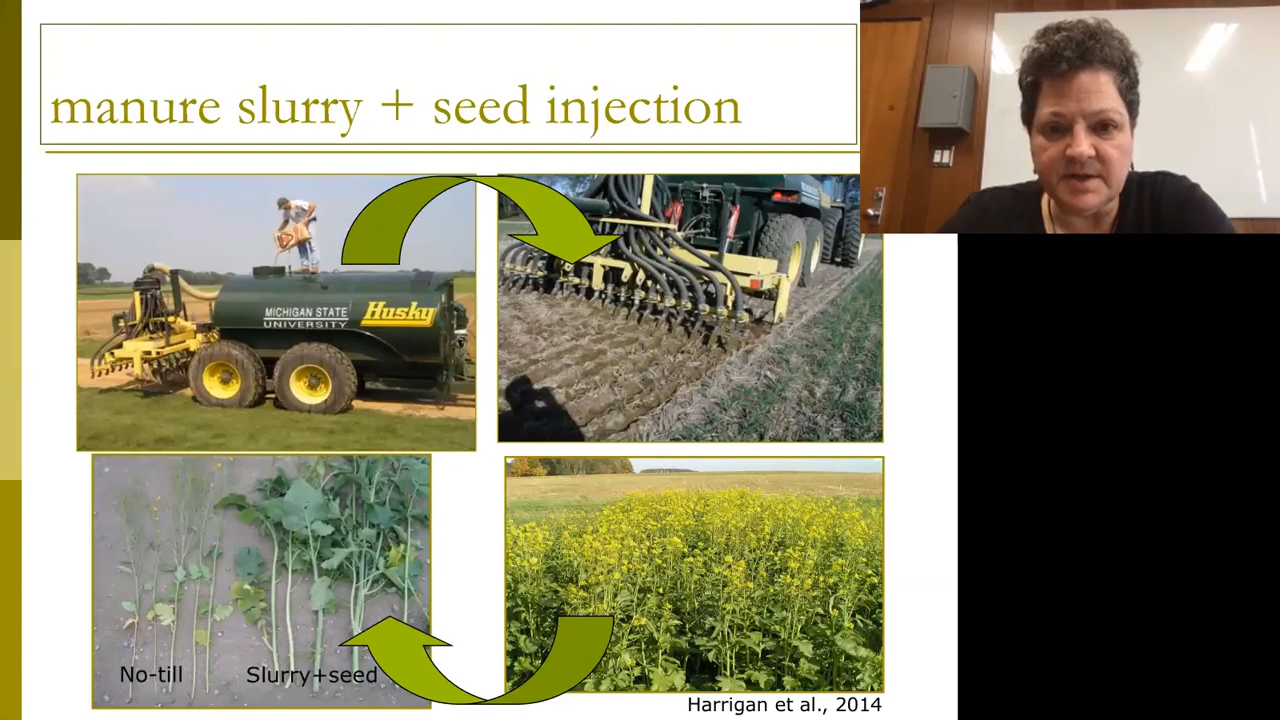 manure slurry + seed injection
MICHIGAN STATE
UNIVERSITY
Husky
No-till
Slurry+seed
Harrigan et al., 2014